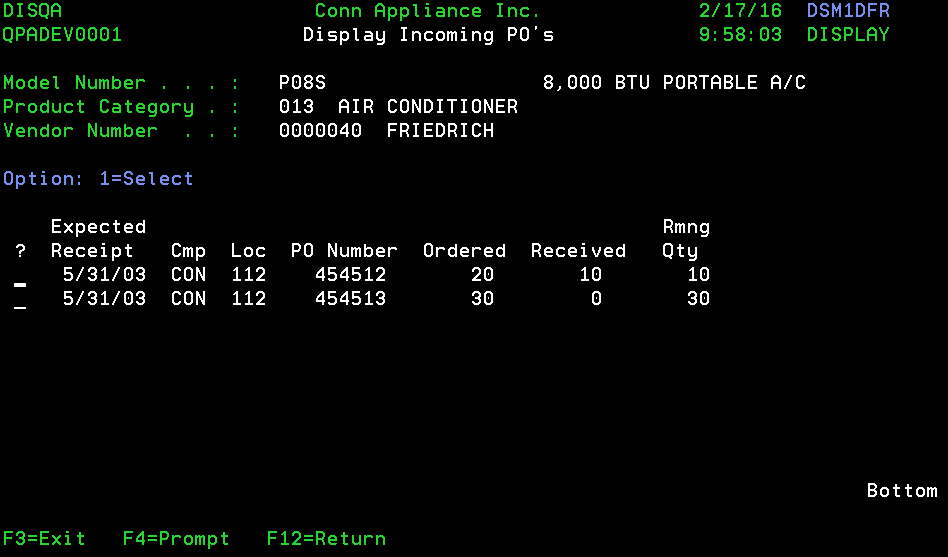 DISQA Conn Appliance Inc. 2/17/16 DSM1DFR
QPADEV0001 Display Incoming PO's 9:58:03 DISPLAY
Model Number . . . : P08S 8,000 BTU PORTABLE A/C
Product Category . : 013 AIR CONDITIONER
Vendor Number . . : 0000040 FRIEDRICH
Option: 1=Select
Expected Rmng
? Receipt Cmp Loc PO Number Ordered Received Qty
_ 5/31/03 CON 112 454512 20 10 10
_ 5/31/03 CON 112 454513 30 0 30
Bottom
F3=Exit F4=Prompt F12=Return